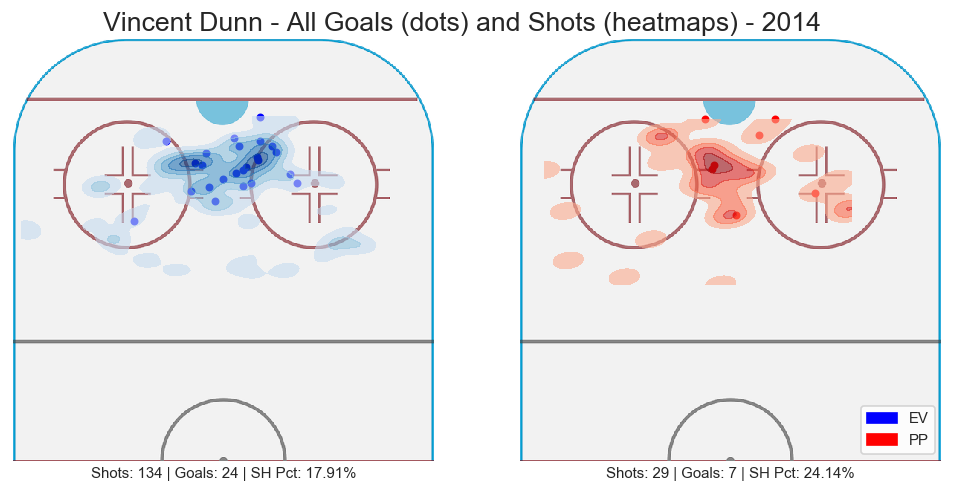 Vincent Dunn - All Goals (dots) and Shots (heatmaps) - 2014
EV
PP
Shots: 134 | Goals: 24 | SH Pct: 17.91%
Shots: 29 | Goals: 7 | SH Pct: 24.14%